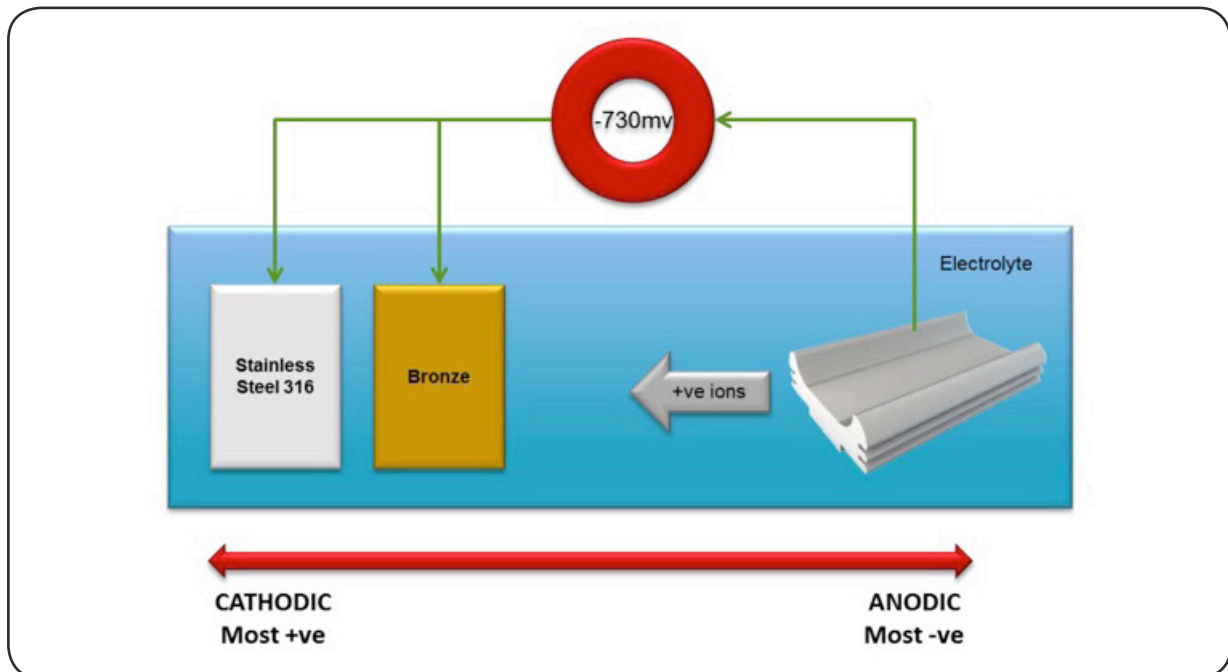 -730mv
Electrolyte
Stainless
Steel 316
Bronze
+ve ions
CATHODIC
Most +ve
ANODIC
Most -ve